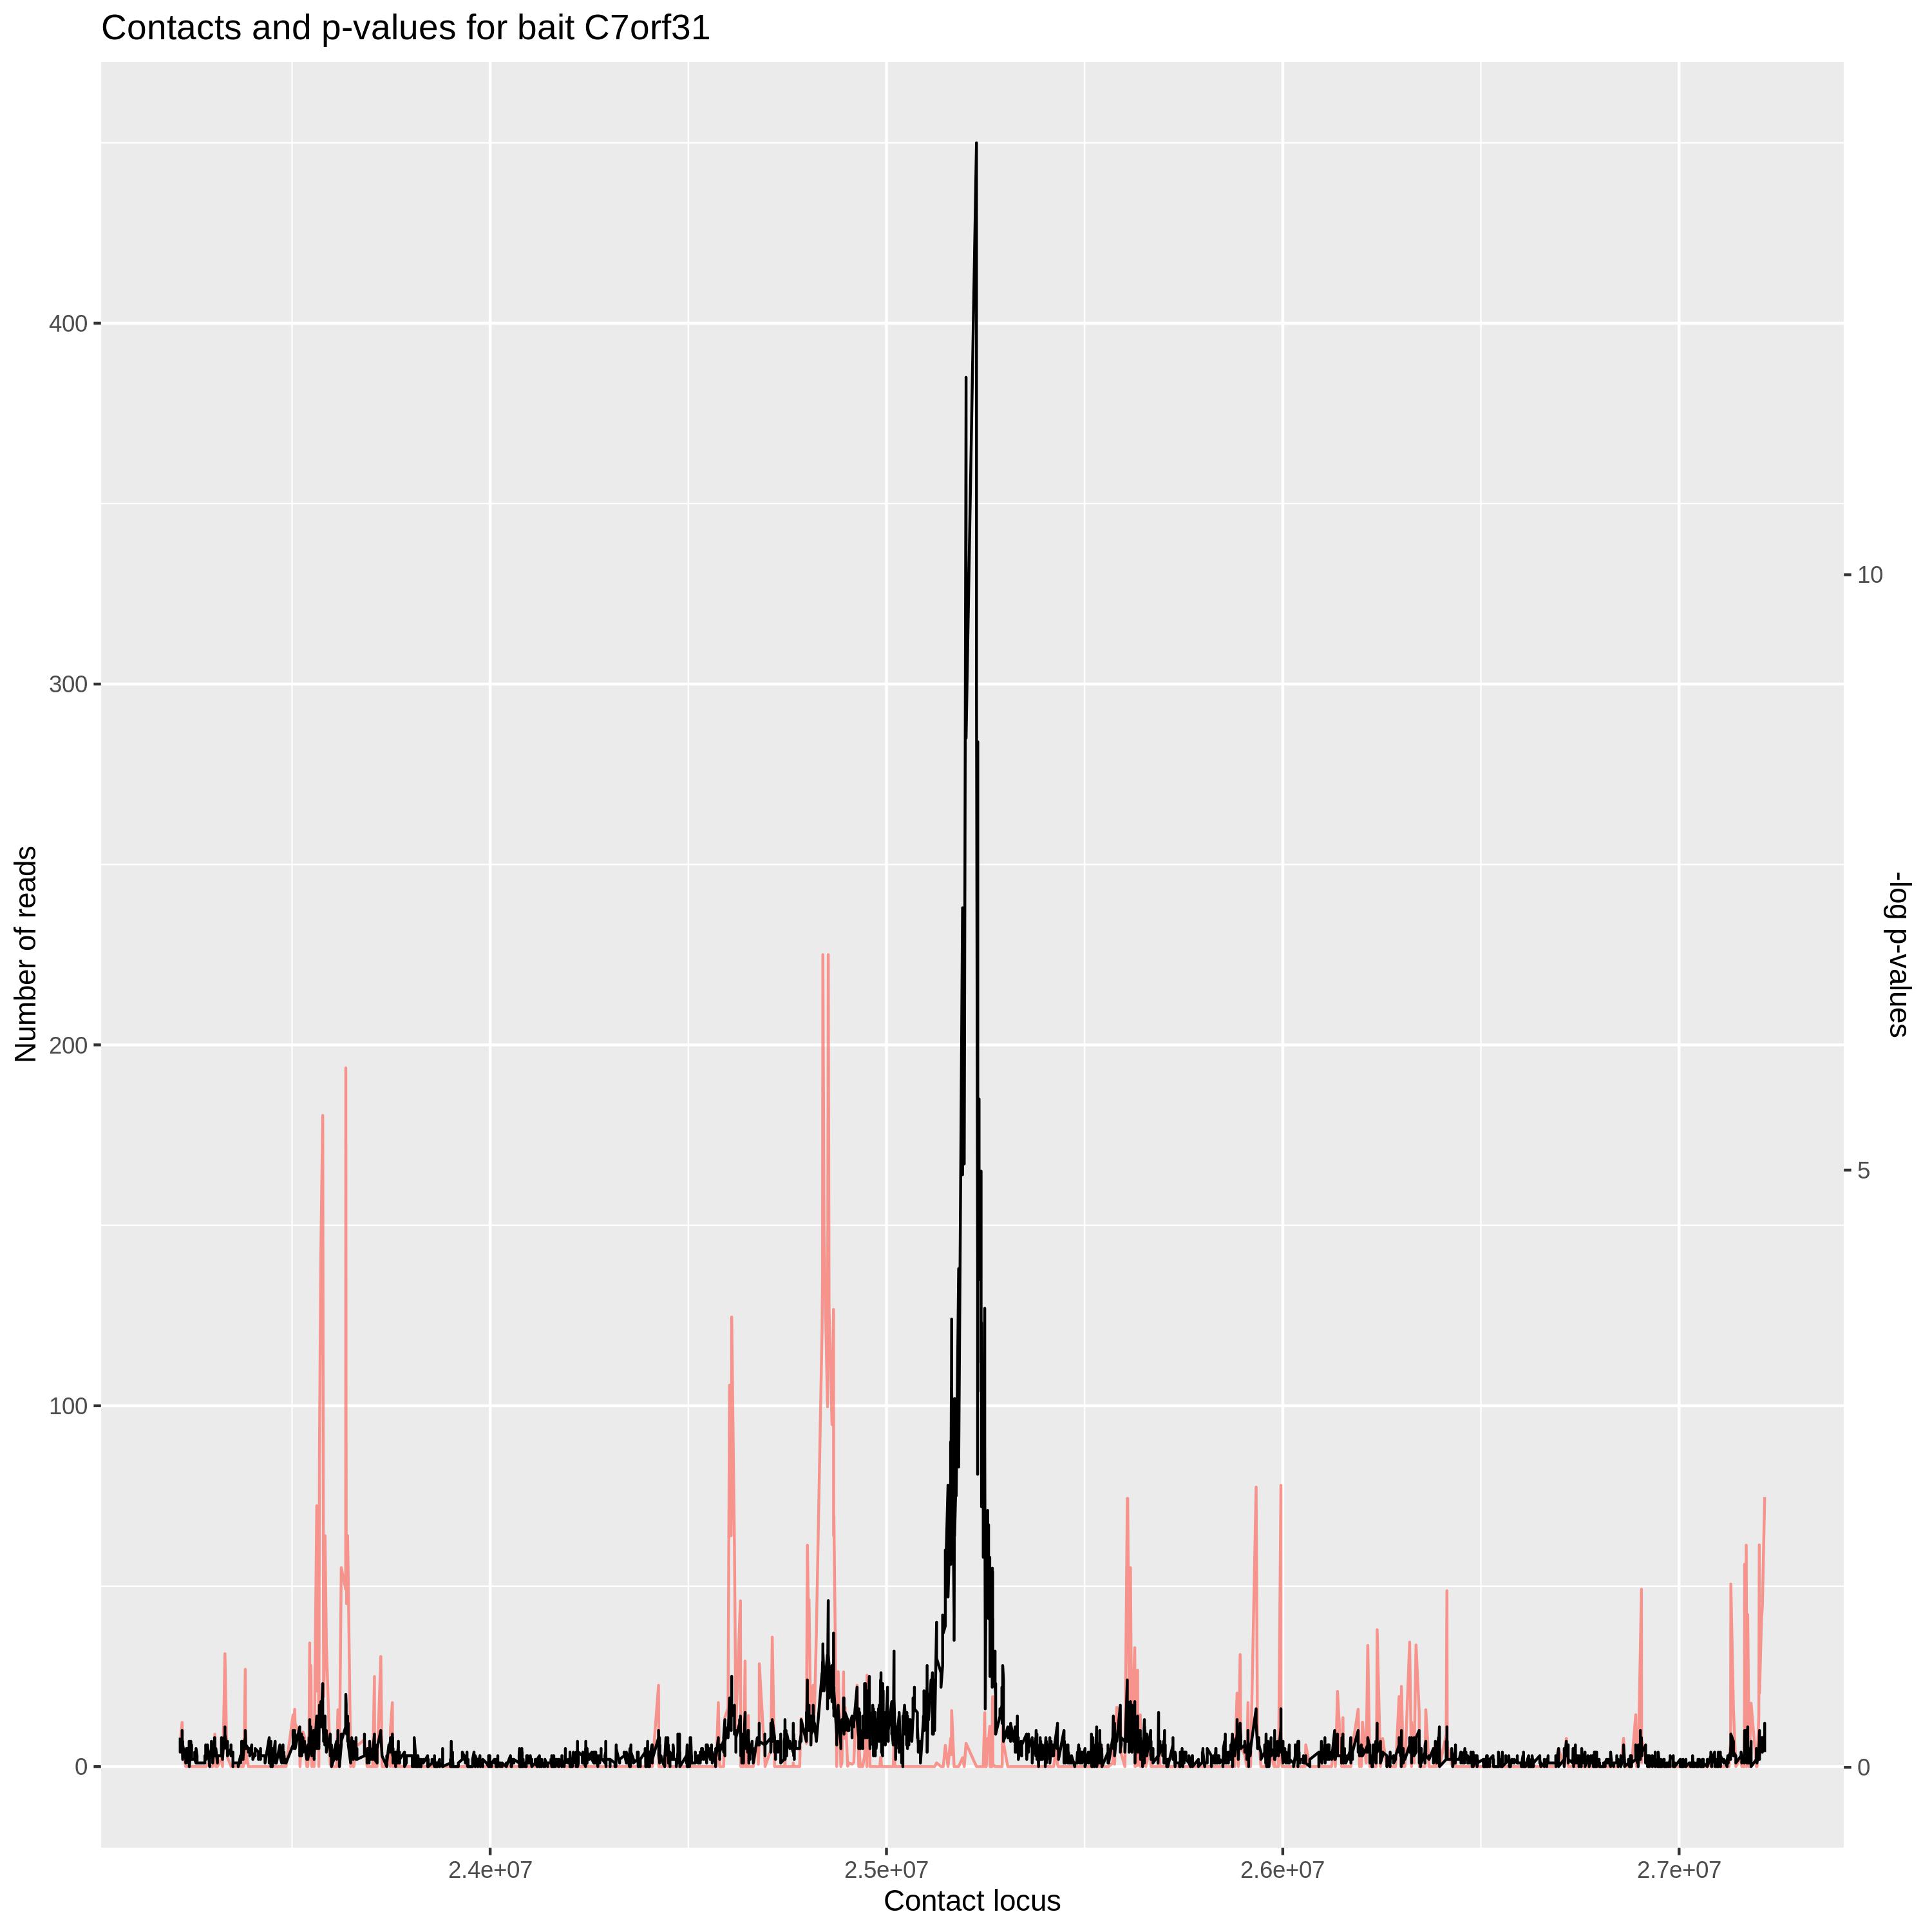 Contacts and p-values for bait C7orf31
400
300
200
100
0
Number of reads
10
5
0
-log p-values
2.4e+07 2.5e+07 2.6e+07 2.7e+07
Contact locus